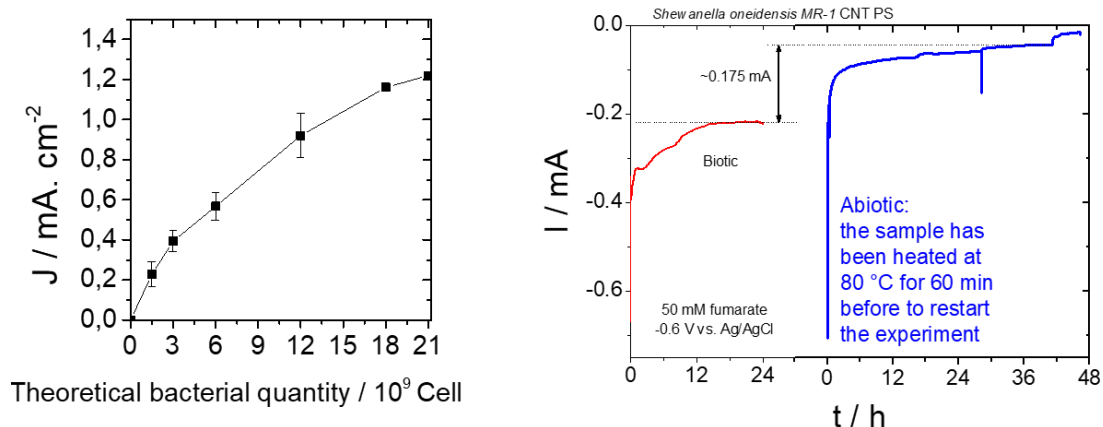 1,4
1,2
1,0
0,8
0,6
0,4
0,2
0,0
J / mA. cm-2
0 3 6 9 12 15 18 21
Theoretical bacterial quantity / 10⁹ Cell
Shewanella oneidensis MR-1 CNT PS
0.0
-0.2
-0.4
-0.6
I / mA
~0.175 mA
Biotic
50 mM fumarate
-0.6 V vs. Ag/AgCl
Abiotic:
the sample has
been heated at
80 °C for 60 min
before to restart
the experiment
0 24 0 12 24 36 48
t / h